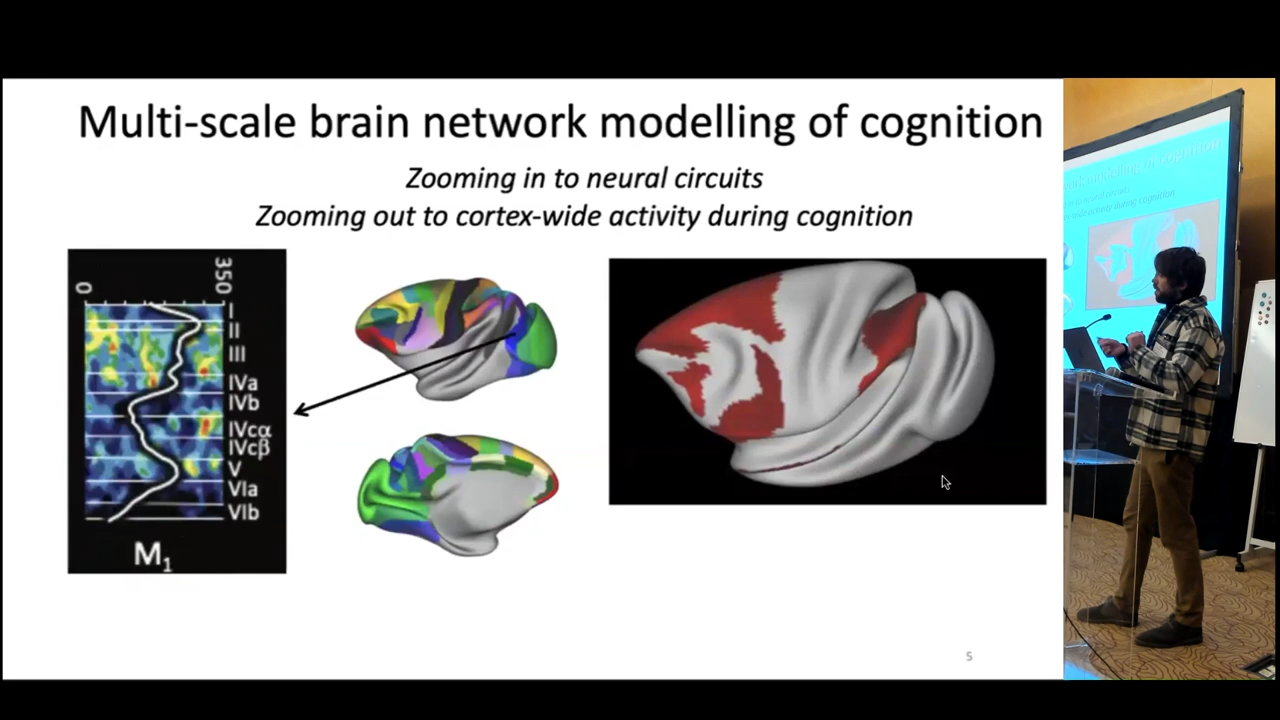 Multi-scale brain network modelling of cognition
Zooming in to neural circuits
Zooming out to cortex-wide activity during cognition
0
350
I
II
III
IVa
IVb
IVcα
IVcβ
V
VIa
VIb
M1
5